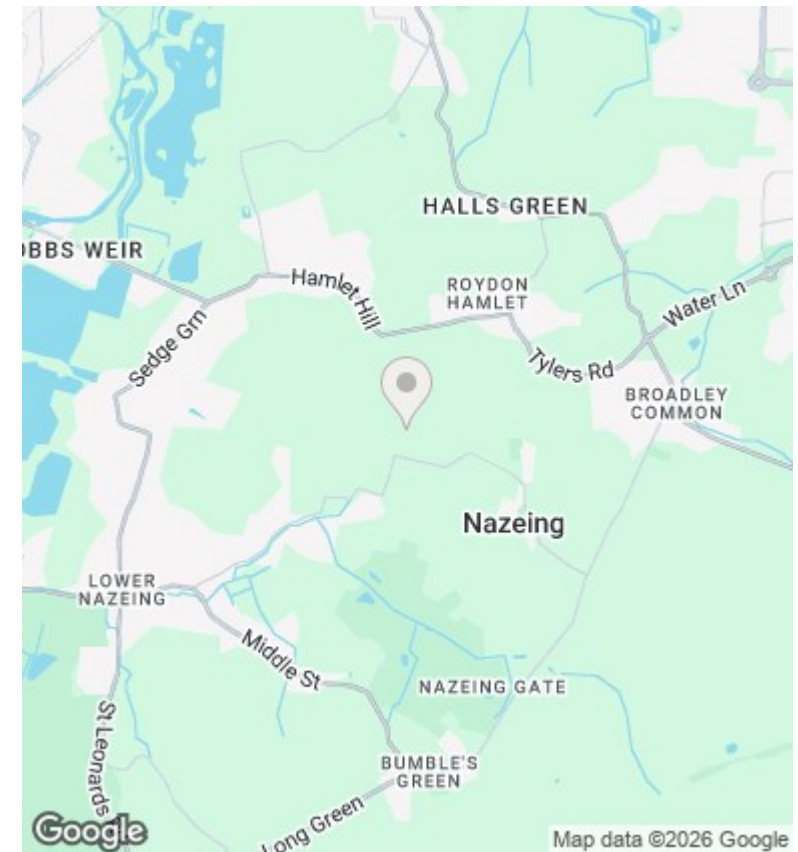 HALLS GREEN
OBBS WEIR
Hamlet Hill
ROYDON
HAMLET
Water Ln
Sedge Grn
Tylers Rd
BROADLEY
COMMON
Nazeing
LOWER
NAZEING
Middle St
NAZEING GATE
St Leonards
BUMBLE'S
GREEN
Long Green
Google
Map data ©2026 Google